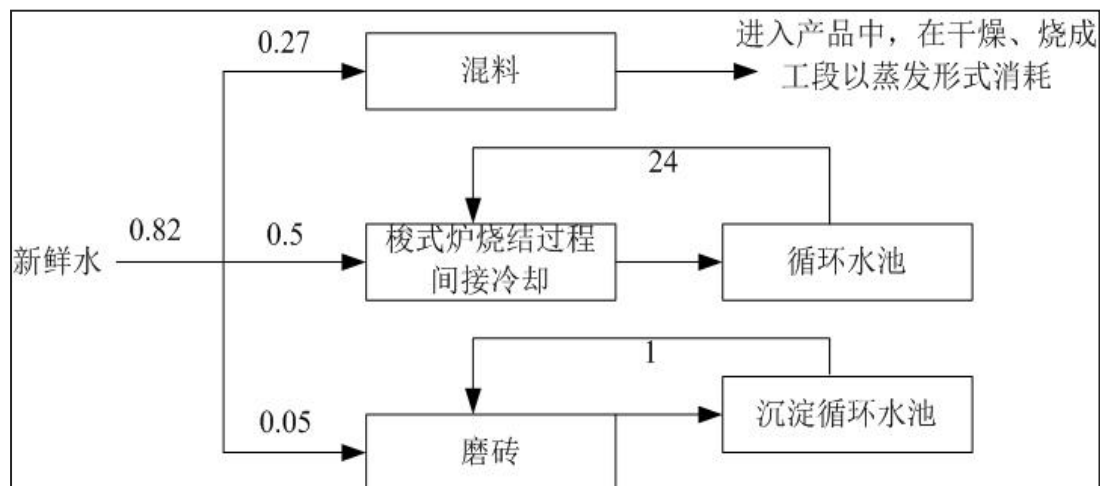 0.27
混料
进入产品中，在干燥、烧成
工段以蒸发形式消耗
24
新鲜水
0.82
0.5
梭式炉烧结过程
间接冷却
循环水池
1
0.05
磨砖
沉淀循环水池